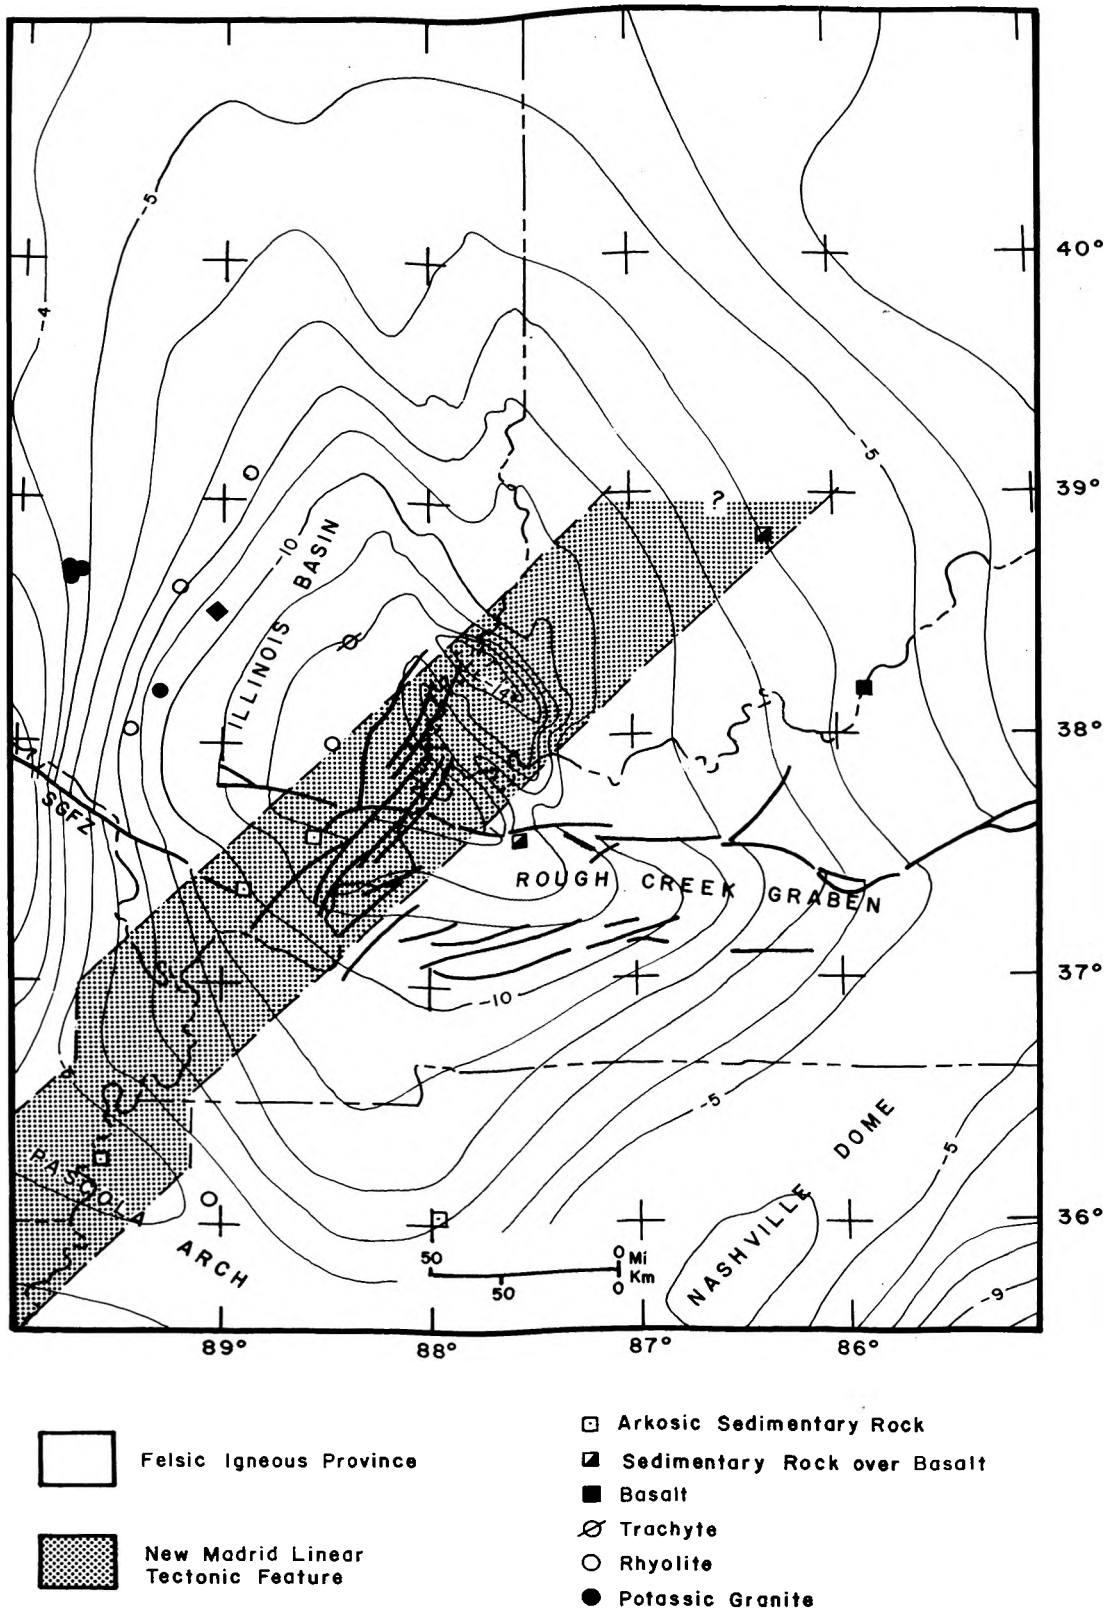 -5
40°
-4
-5
39°
?
-10
ILLINOIS BASIN
-14
38°
SGFZ
ROUGH CREEK GRABEN
37°
-10
-5
DOME
-5
PASCOLA
ARCH
36°
50
0 Mi
Km
50
0
NASHVILLE
-9
89°
88°
87°
86°
Felsic Igneous Province
New Madrid Linear
Tectonic Feature
Arkosic Sedimentary Rock
Sedimentary Rock over Basalt
Basalt
Trachyte
Rhyolite
Potassic Granite